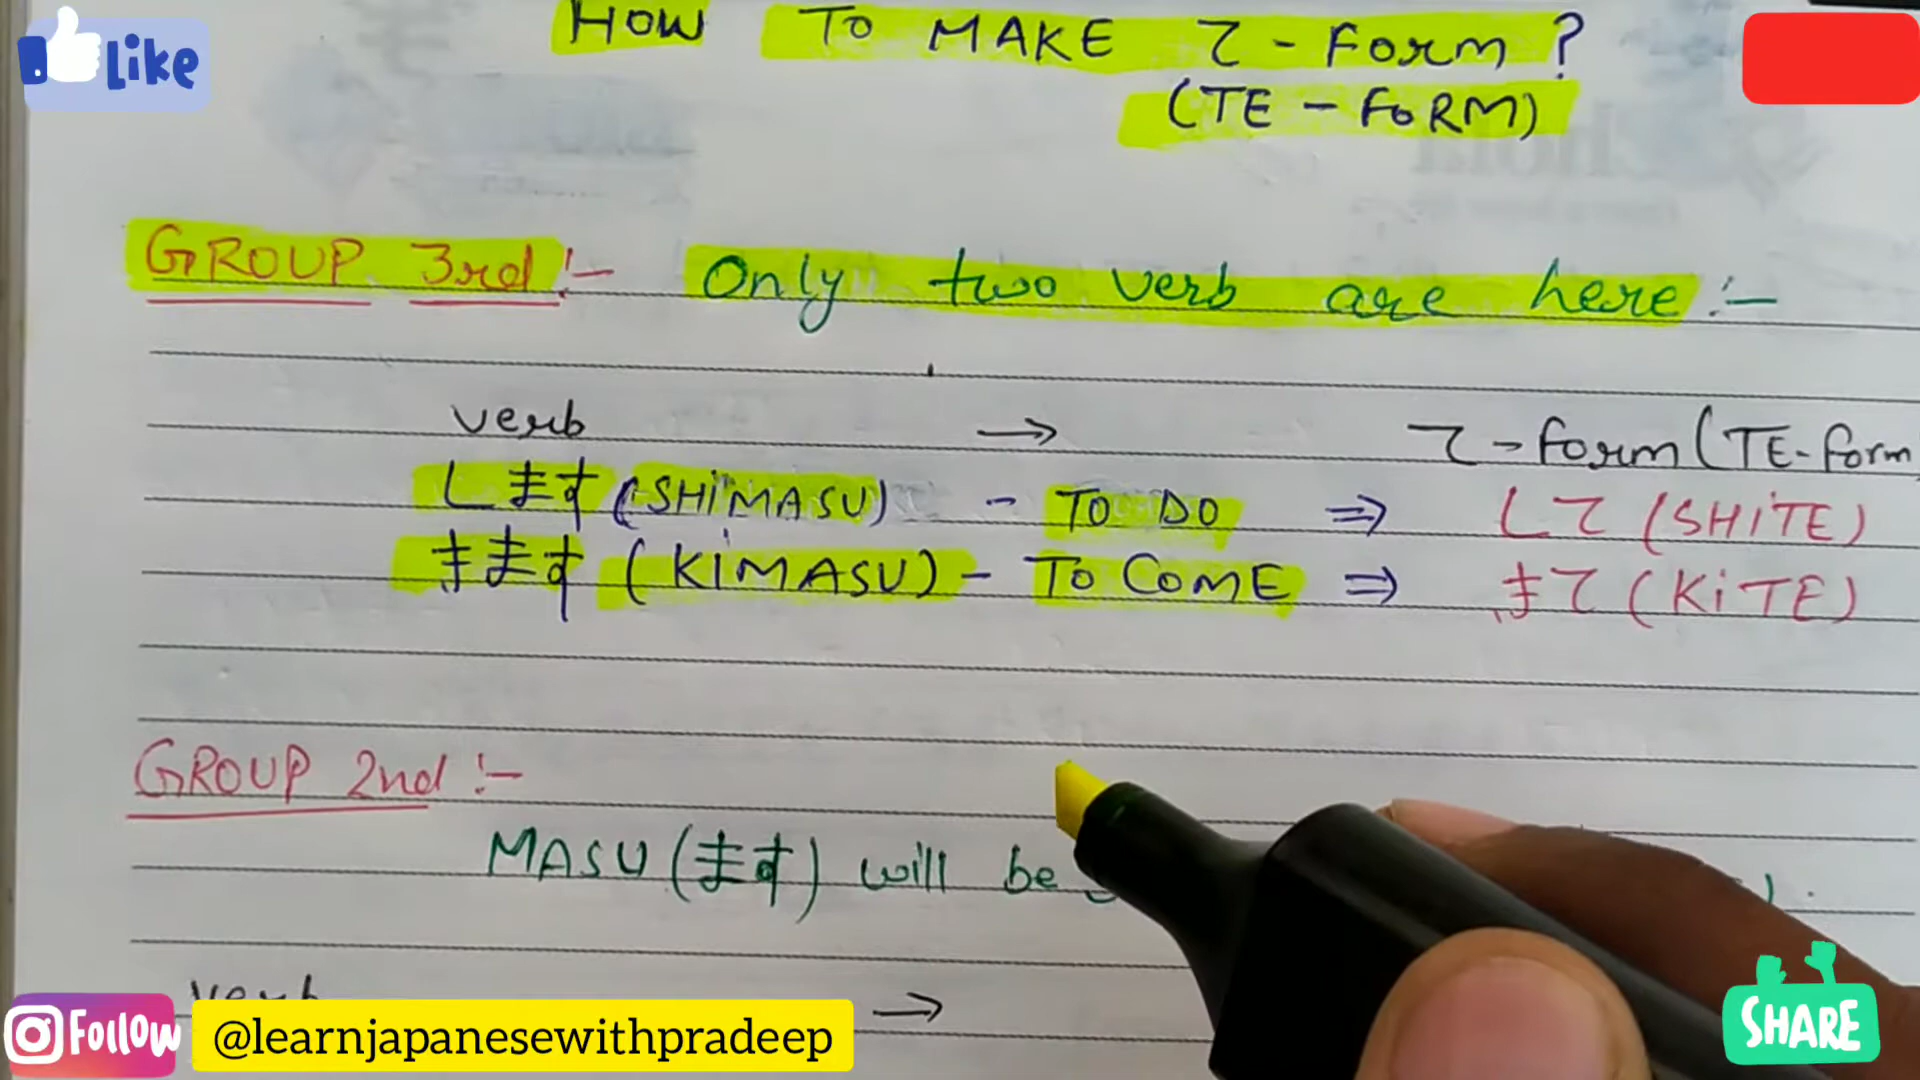 Like
HOW TO MAKE て - FORM ?
(TE - FORM)
GROUP 3rd :- Only two verb are here :-
verb → て - form (TE-form
します (SHIMASU) - TO DO ⇒ して (SHITE)
きます (KIMASU) - TO COME ⇒ きて (KITE)
GROUP 2nd :-
MASU (ます) will be
verb →
Follow @learnjapanesewithpradeep
SHARE